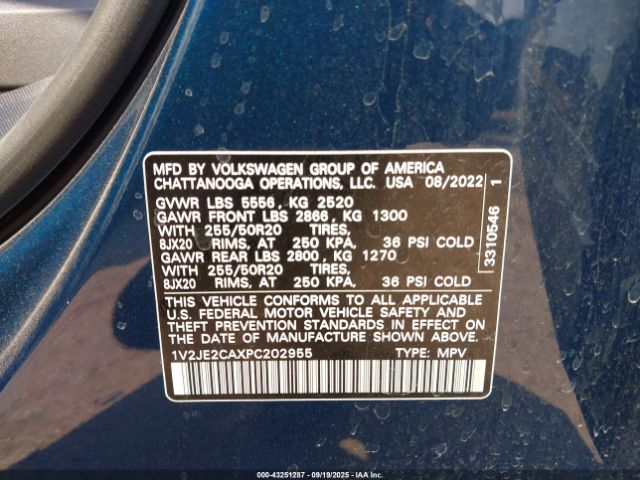 MFD BY VOLKSWAGEN GROUP OF AMERICA
CHATTANOOGA OPERATIONS, LLC. USA 08/2022
GVWR LBS 5556, KG 2520
GAWR FRONT LBS 2866, KG 1300
WITH 255/50R20 TIRES,
8JX20 RIMS, AT 250 KPA, 36 PSI COLD
GAWR REAR LBS 2800, KG 1270
WITH 255/50R20 TIRES,
8JX20 RIMS, AT 250 KPA, 36 PSI COLD
THIS VEHICLE CONFORMS TO ALL APPLICABLE
U.S. FEDERAL MOTOR VEHICLE SAFETY AND
THEFT PREVENTION STANDARDS IN EFFECT ON
THE DATE OF MANUFACTURE SHOWN ABOVE.
1V2JE2CAXPC202955 TYPE: MPV
3310546 1
000-43251287 - 09/19/2025 - IAAI.COM